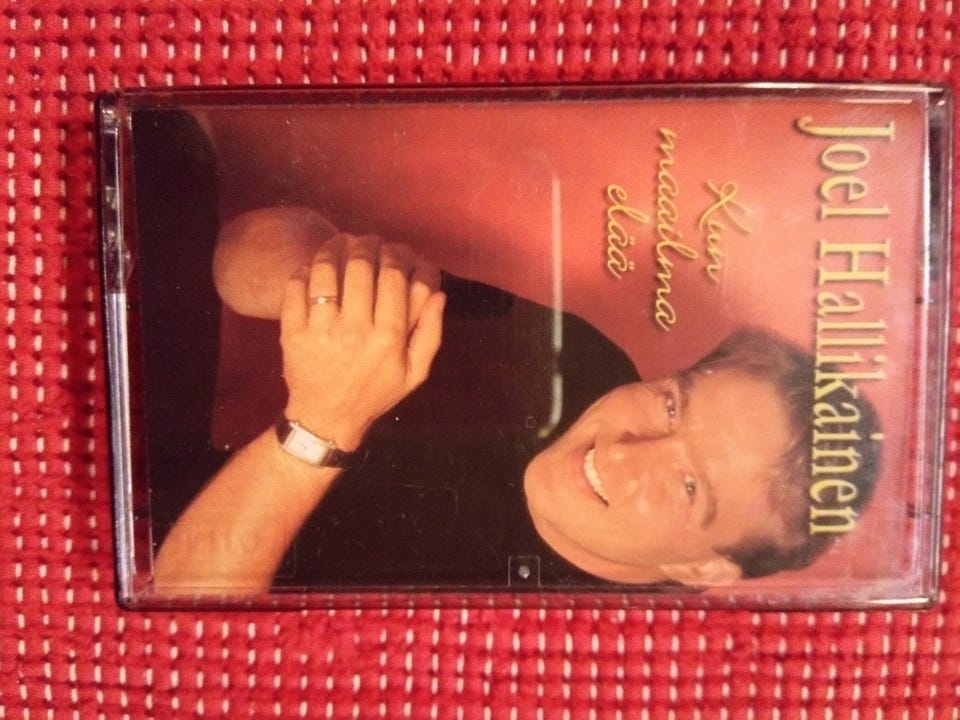 Joel Hallikainen
Kun
maailma
elää